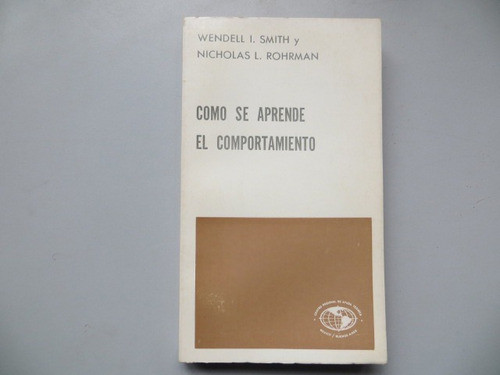 WENDELL I. SMITH y
NICHOLAS L. ROHRMAN
COMO SE APRENDE
EL COMPORTAMIENTO